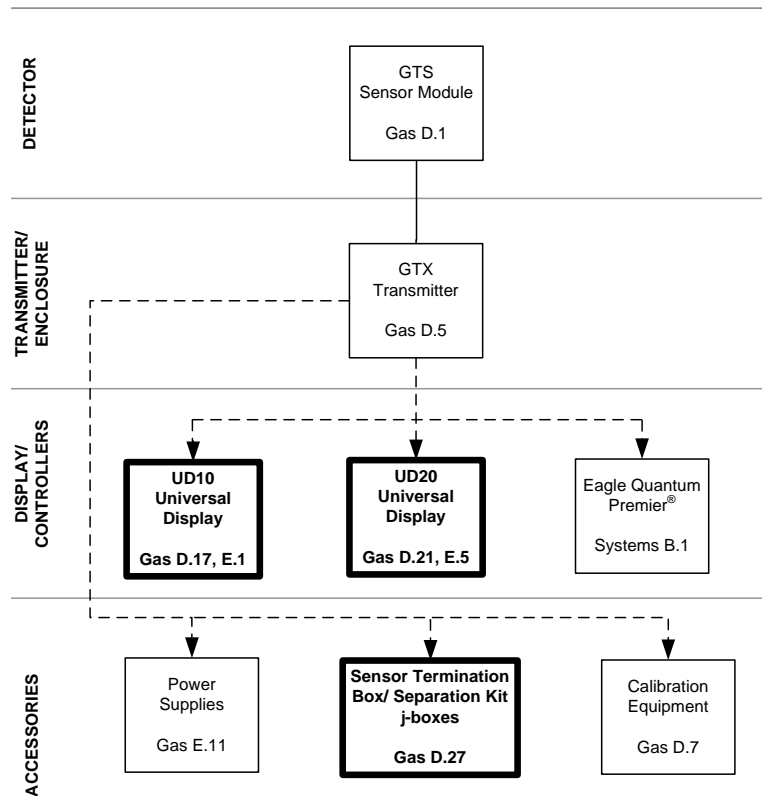 DETECTOR
GTS
Sensor Module
Gas D.1
TRANSMITTER/
ENCLOSURE
GTX
Transmitter
Gas D.5
DISPLAY/
CONTROLLERS
UD10
Universal
Display
Gas D.17, E.1
UD20
Universal
Display
Gas D.21, E.5
Eagle Quantum
Premier®
Systems B.1
ACCESSORIES
Power
Supplies
Gas E.11
Sensor Termination
Box/ Separation Kit
j-boxes
Gas D.27
Calibration
Equipment
Gas D.7